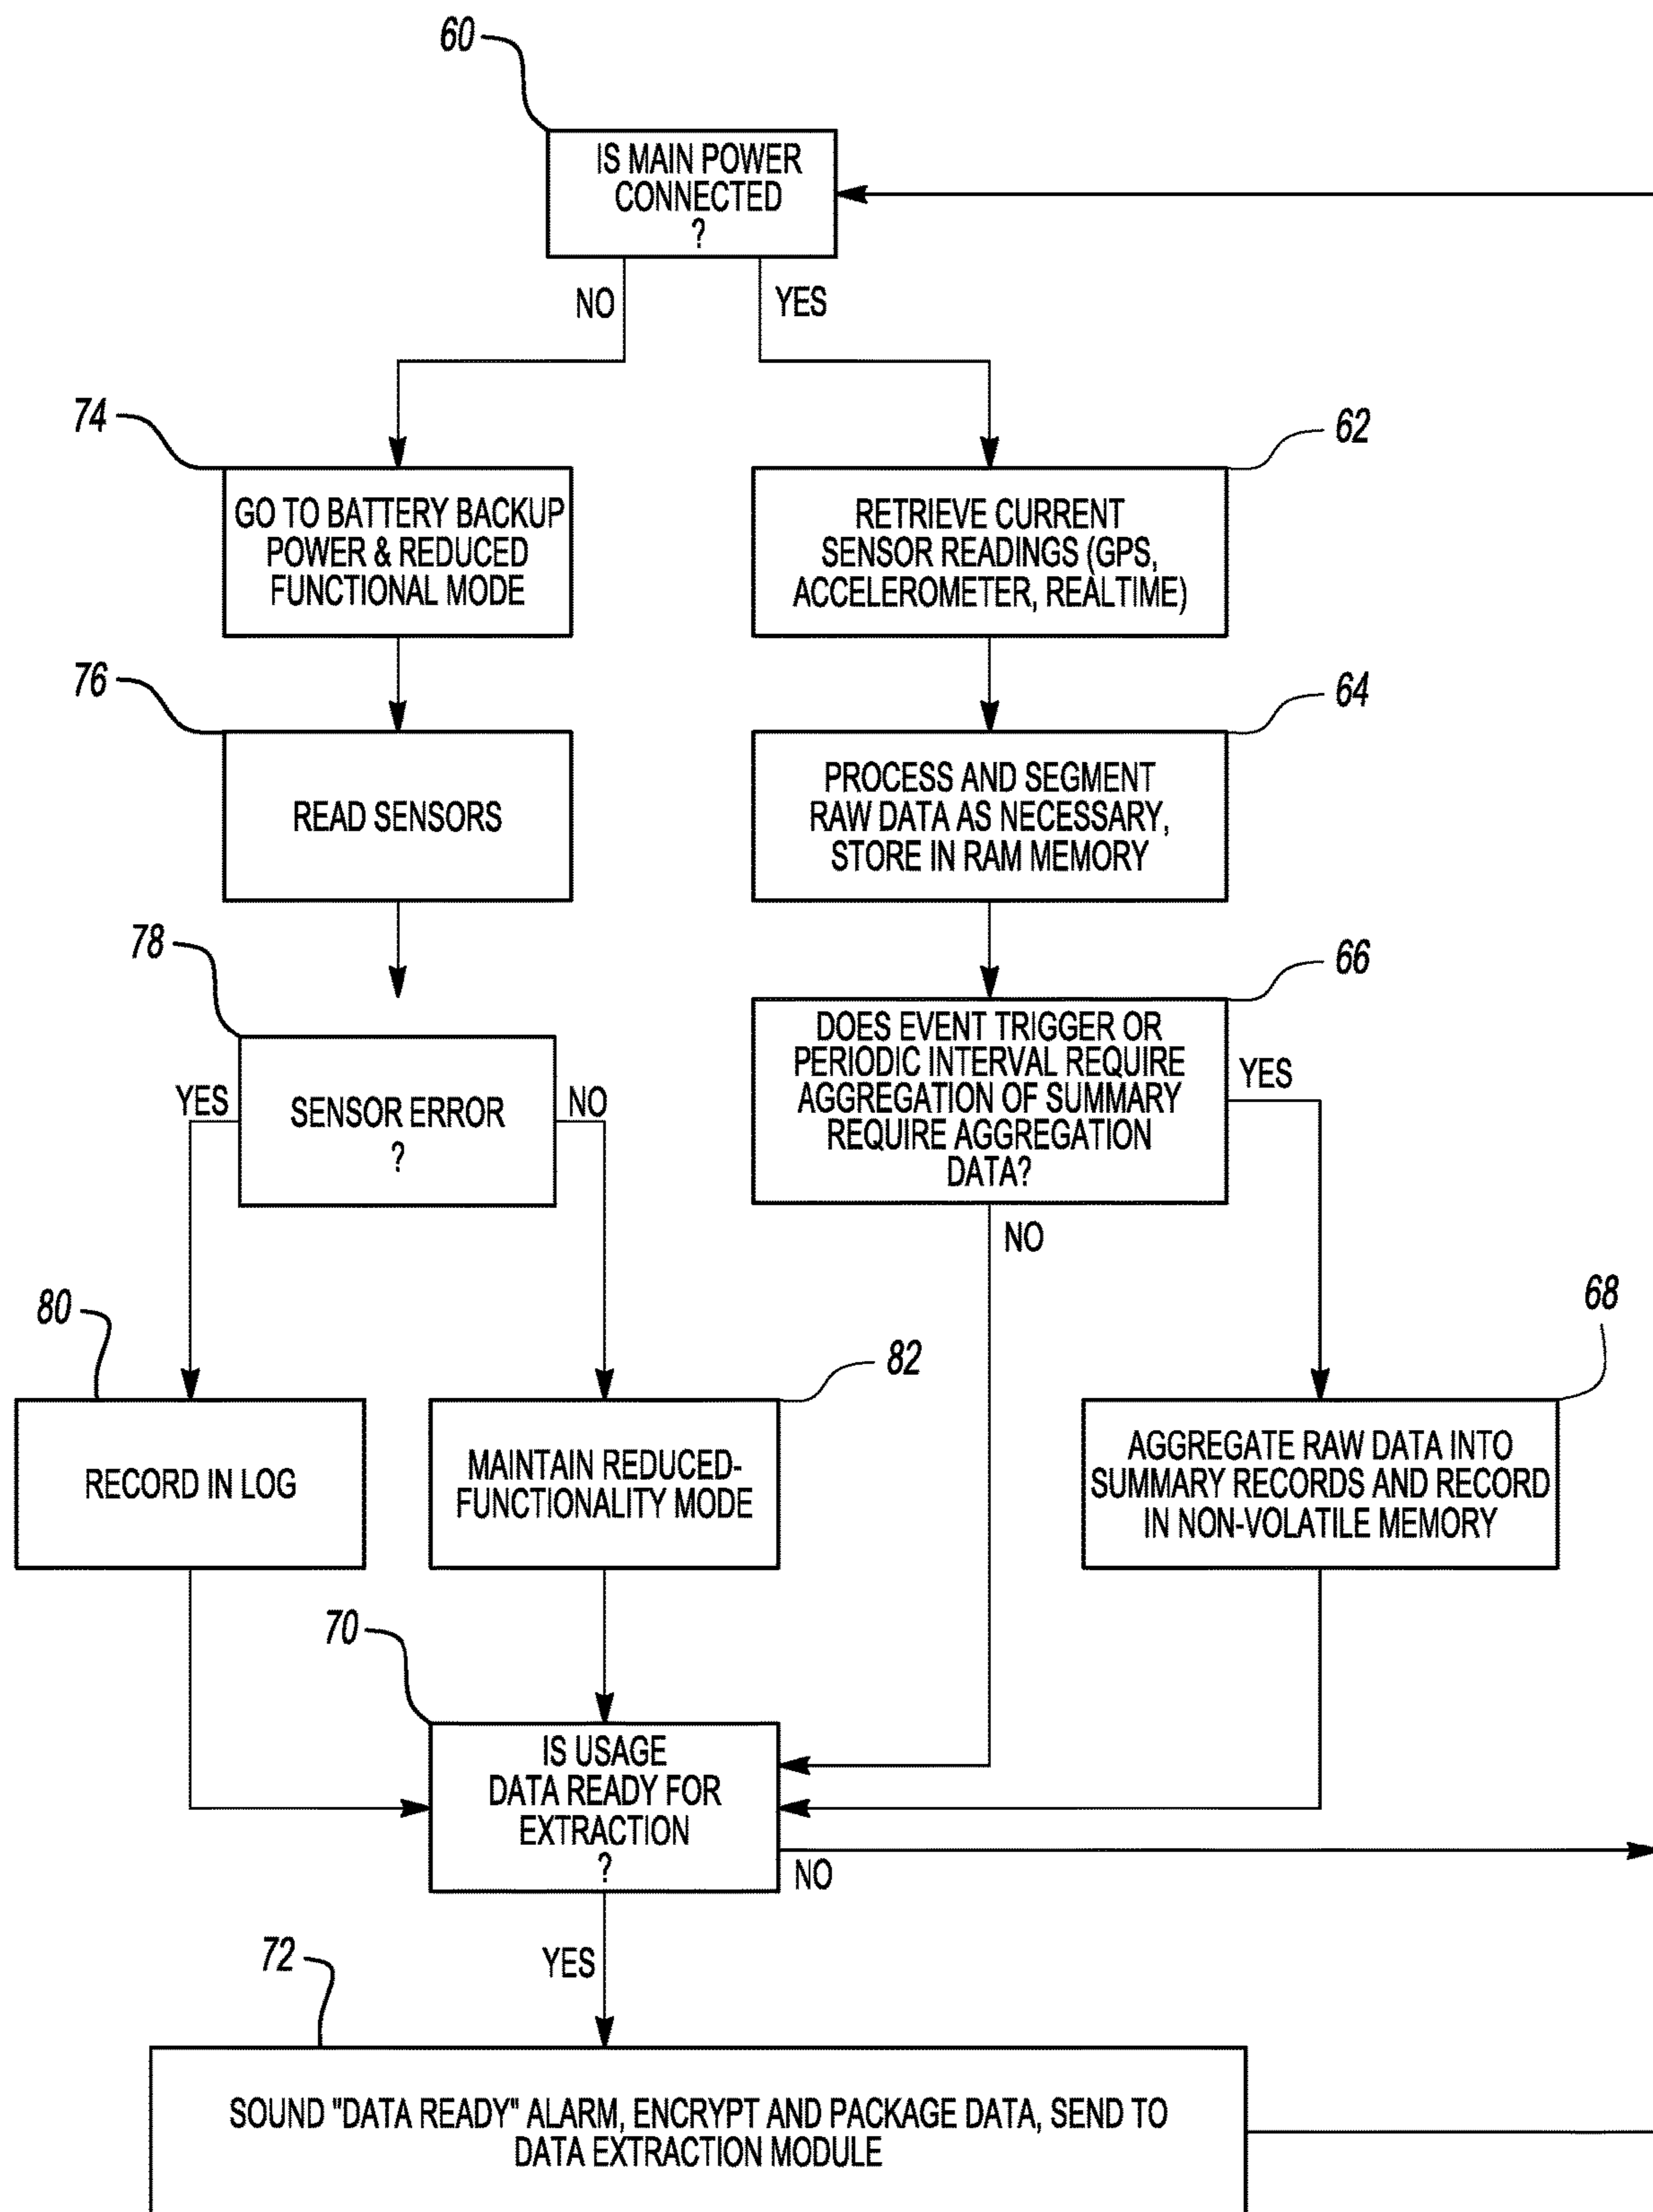 60
IS MAIN POWER
CONNECTED
?
NO
YES
74
GO TO BATTERY BACKUP
POWER & REDUCED
FUNCTIONAL MODE
62
RETRIEVE CURRENT
SENSOR READINGS (GPS,
ACCELEROMETER, REALTIME)
76
READ SENSORS
64
PROCESS AND SEGMENT
RAW DATA AS NECESSARY,
STORE IN RAM MEMORY
78
YES
SENSOR ERROR
?
NO
66
DOES EVENT TRIGGER OR
PERIODIC INTERVAL REQUIRE
AGGREGATION OF SUMMARY
REQUIRE AGGREGATION
DATA?
YES
NO
80
RECORD IN LOG
82
MAINTAIN REDUCED-
FUNCTIONALITY MODE
68
AGGREGATE RAW DATA INTO
SUMMARY RECORDS AND RECORD
IN NON-VOLATILE MEMORY
70
IS USAGE
DATA READY FOR
EXTRACTION
?
NO
YES
72
SOUND "DATA READY" ALARM, ENCRYPT AND PACKAGE DATA, SEND TO
DATA EXTRACTION MODULE